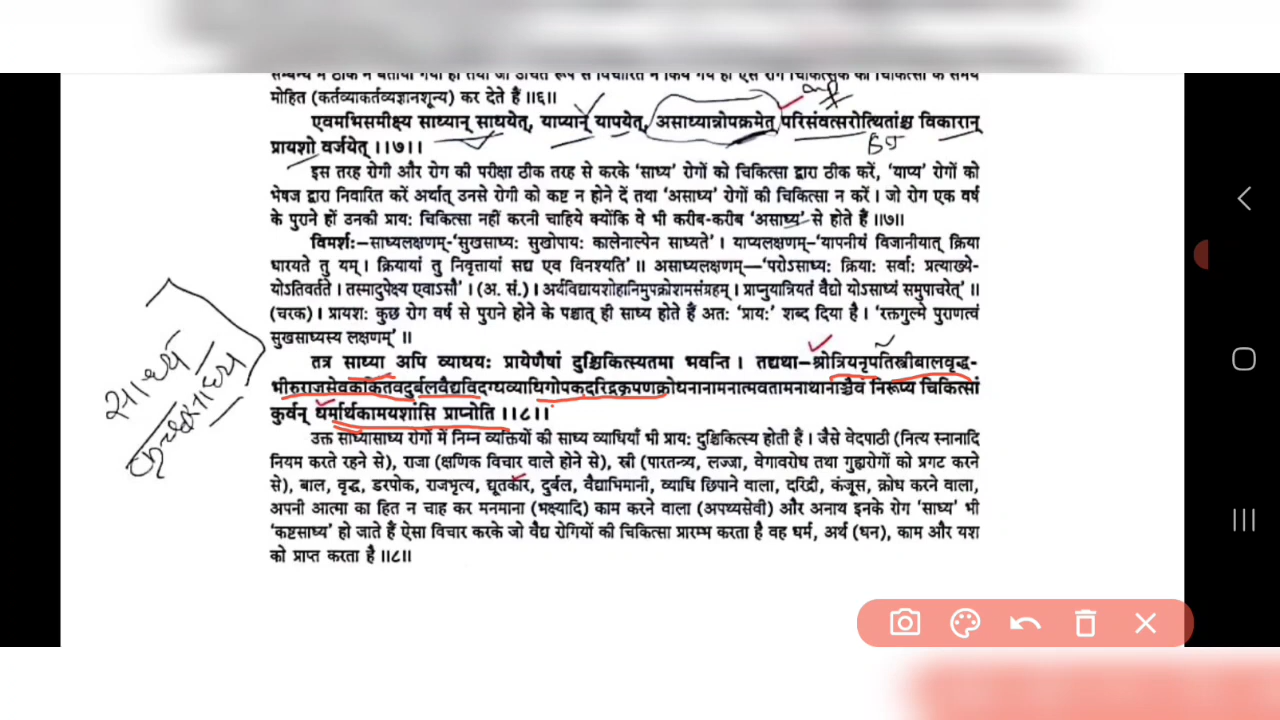 मोहित (कर्तव्याकर्तव्यज्ञानशून्य) कर देते हैं ॥६॥
एवमभिसमीक्ष्य साध्यान् साधयेत्, याप्यान् यापयेत्, असाध्यान्नोपक्रमेत् परिसंवत्सरोत्थितांश्च विकारान्
प्रायशो वर्जयेत् ।।७।।
इस तरह रोगी और रोग की परीक्षा ठीक तरह से करके 'साध्य' रोगों को चिकित्सा द्वारा ठीक करें, 'याप्य' रोगों को
भेषज द्वारा निवारित करें अर्थात् उनसे रोगी को कष्ट न होने दें तथा 'असाध्य' रोगों की चिकित्सा न करें । जो रोग एक वर्ष
के पुराने हों उनकी प्राय: चिकित्सा नहीं करनी चाहिये क्योंकि वे भी करीब-करीब 'असाध्य' से होते हैं ॥७॥
विमर्शः–साध्यलक्षणम्-'सुखसाध्यः सुखोपायः कालेनाल्पेन साध्यते' । याप्यलक्षणम्–'यापनीयं विजानीयात् क्रिया
धारयते तु यम् । क्रियायां तु निवृत्तायां सद्य एव विनश्यति' ॥ असाध्यलक्षणम्—'परोऽसाध्यः क्रियाः सर्वाः प्रत्याख्ये-
योऽतिवर्तते । तस्मादुपेक्ष्य एवाऽसौ' । (अ. सं.) । अर्थविद्यायशोहानिमुपक्रोशमसंग्रहम् । प्राप्नुयान्नियतं वैद्यो योऽसाध्यं समुपाचरेत्' ॥
(चरक) । प्रायशः कुछ रोग वर्ष से पुराने होने के पश्चात् ही साध्य होते हैं अतः 'प्रायः' शब्द दिया है । 'रक्तगुल्मे पुराणत्वं
सुखसाध्यस्य लक्षणम्' ॥
तत्र साध्या अपि व्याधयः प्रायेणैषां दुश्चिकित्स्यतमा भवन्ति । तद्यथा–श्रोत्रियनृपतिस्त्रीबालवृद्ध-
भीरुराजसेवककितवदुर्बलवैद्यविदग्धव्याधिगोपकदरिद्रकृपणक्रोधनानामनात्मवतामनाथानाञ्चैवं निरूप्य चिकित्सां
कुर्वन् धर्मार्थकामयशांसि प्राप्नोति ।।८।।
उक्त साध्यासाध्य रोगों में निम्न व्यक्तियों की साध्य व्याधियाँ भी प्रायः दुश्चिकित्स्य होती हैं । जैसे वेदपाठी (नित्य स्नानादि
नियम करते रहने से), राजा (क्षणिक विचार वाले होने से), स्त्री (पारतन्त्र्य, लज्जा, वेगावरोध तथा गुह्यरोगों को प्रगट करने
से), बाल, वृद्ध, डरपोक, राजभृत्य, द्यूतकार, दुर्बल, वैद्याभिमानी, व्याधि छिपाने वाला, दरिद्री, कंजूस, क्रोध करने वाला,
अपनी आत्मा का हित न चाह कर मनमाना (भक्ष्यादि) काम करने वाला (अपथ्यसेवी) और अनाथ इनके रोग 'साध्य' भी
'कष्टसाध्य' हो जाते हैं ऐसा विचार करके जो वैद्य रोगियों की चिकित्सा प्रारम्भ करता है वह धर्म, अर्थ (धन), काम और यश
को प्राप्त करता है ॥८॥
साध्य
कृच्छ्रसाध्य